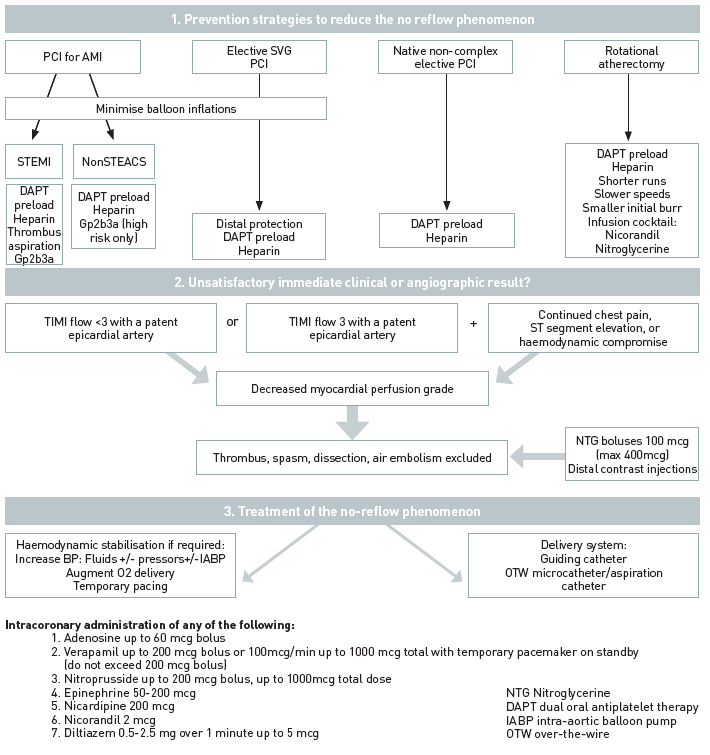 1. Prevention strategies to reduce the no reflow phenomenon
PCI for AMI
Elective SVG
PCI
Native non-complex
elective PCI
Rotational
atherectomy
Minimise balloon inflations
STEMI
NonSTEACS
DAPT
preload
Heparin
Thrombus
aspiration
Gp2b3a
DAPT preload
Heparin
Gp2b3a (high
risk only)
Distal protection
DAPT preload
Heparin
DAPT preload
Heparin
DAPT preload
Heparin
Shorter runs
Slower speeds
Smaller initial burr
Infusion cocktail:
Nicorandil
Nitroglycerine
2. Unsatisfactory immediate clinical or angiographic result?
TIMI flow <3 with a patent
epicardial artery
or
TIMI flow 3 with a patent
epicardial artery
+
Continued chest pain,
ST segment elevation, or
haemodynamic compromise
Decreased myocardial perfusion grade
Thrombus, spasm, dissection, air embolism excluded
NTG boluses 100 mcg
(max 400mcg)
Distal contrast injections
3. Treatment of the no-reflow phenomenon
Haemodynamic stabilisation if required:
Increase BP: Fluids +/- pressors+/-IABP
Augment O2 delivery
Temporary pacing
Delivery system:
Guiding catheter
OTW microcatheter/aspiration
catheter
Intracoronary administration of any of the following:
1. Adenosine up to 60 mcg bolus
2. Verapamil up to 200 mcg bolus or 100mcg/min up to 1000 mcg total with temporary pacemaker on standby
(do not exceed 200 mcg bolus)
3. Nitroprusside up to 200 mcg bolus, up to 1000mcg total dose
4. Epinephrine 50-200 mcg
5. Nicardipine 200 mcg
6. Nicorandil 2 mcg
7. Diltiazem 0.5-2.5 mg over 1 minute up to 5 mcg
NTG Nitroglycerine
DAPT dual oral antiplatelet therapy
IABP intra-aortic balloon pump
OTW over-the-wire